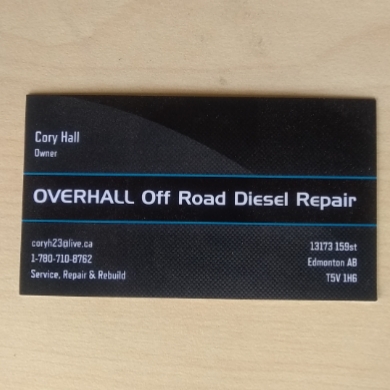 Cory Hall
Owner
OVERHALL Off Road Diesel Repair
coryh23@live.ca
1-780-710-8762
Service, Repair & Rebuild
13173 159st
Edmonton AB
T5V 1H6